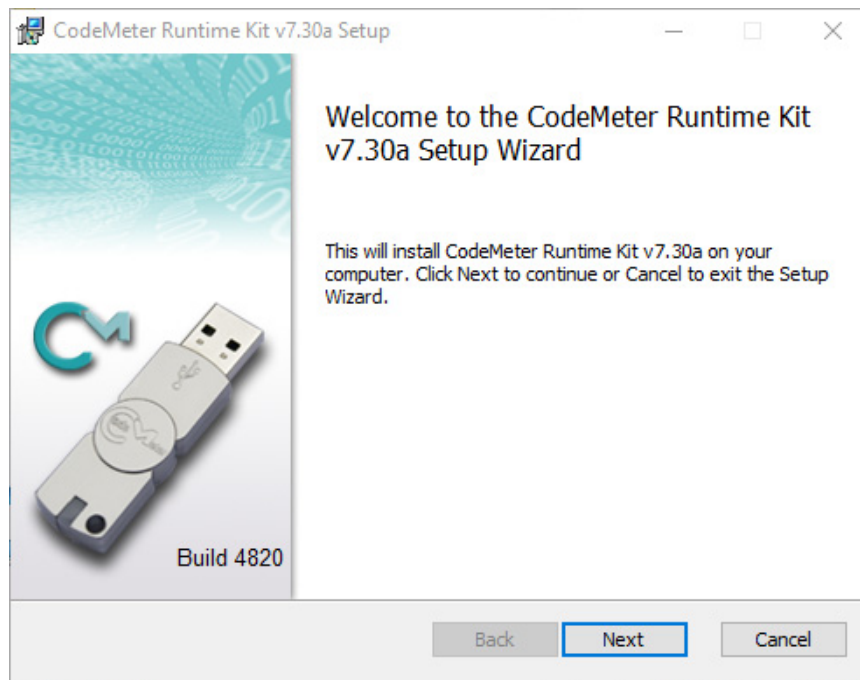 CodeMeter Runtime Kit v7.30a Setup
Welcome to the CodeMeter Runtime Kit
v7.30a Setup Wizard
This will install CodeMeter Runtime Kit v7.30a on your
computer. Click Next to continue or Cancel to exit the Setup
Wizard.
CM
Build 4820
Back
Next
Cancel